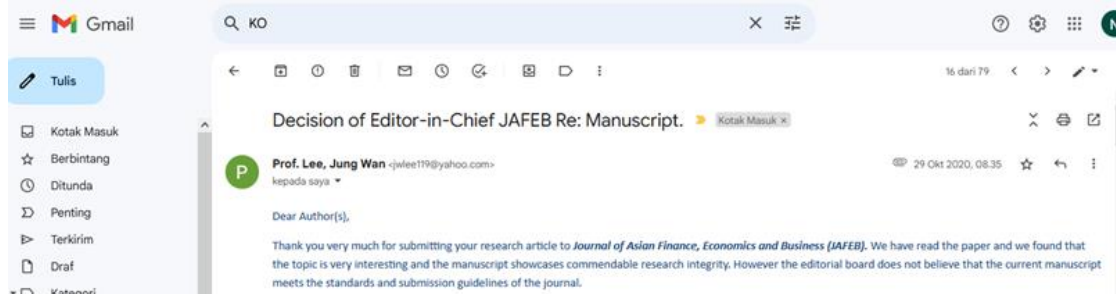 Gmail
KO
Tulis
16 dari 79
Kotak Masuk
Berbintang
Ditunda
Penting
Terkirim
Draf
Kategori
Decision of Editor-in-Chief JAFEB Re: Manuscript.
Kotak Masuk ×
P
Prof. Lee, Jung Wan <jwlee119@yahoo.com>
29 Okt 2020, 08.35
kepada saya
Dear Author(s),
Thank you very much for submitting your research article to Journal of Asian Finance, Economics and Business (JAFEB). We have read the paper and we found that
the topic is very interesting and the manuscript showcases commendable research integrity. However the editorial board does not believe that the current manuscript
meets the standards and submission guidelines of the journal.